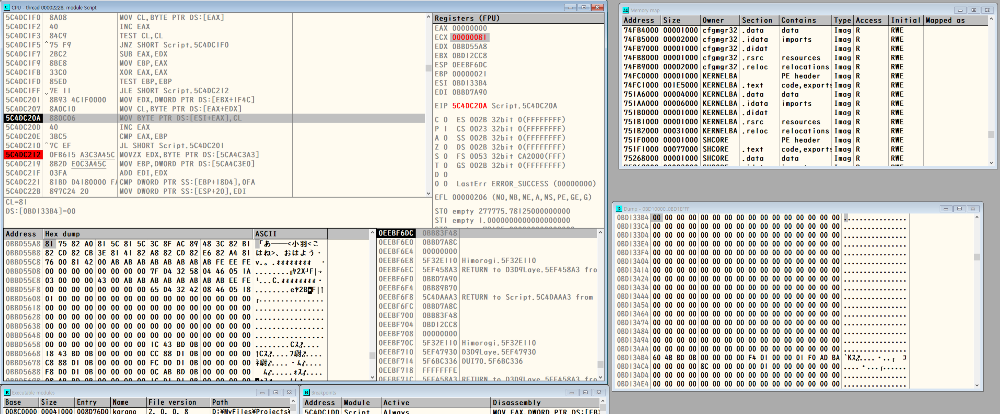 CPU - thread 00002228, module Script
5C4DC1F0 8A08 MOV CL,BYTE PTR DS:[EAX]
5C4DC1F2 40 INC EAX
5C4DC1F3 84C9 TEST CL,CL
5C4DC1F5 ^75 F9 JNZ SHORT Script.5C4DC1F0
5C4DC1F7 2BC2 SUB EAX,EDX
5C4DC1F9 8BE8 MOV EBP,EAX
5C4DC1FB 33C0 XOR EAX,EAX
5C4DC1FD 85ED TEST EBP,EBP
5C4DC1FF 7E 11 JLE SHORT Script.5C4DC212
5C4DC201 8B93 4C1F0000 MOV EDX,DWORD PTR DS:[EBX+1F4C]
5C4DC207 8A0C10 MOV CL,BYTE PTR DS:[EAX+EDX]
5C4DC20A 880C06 MOV BYTE PTR DS:[ESI+EAX],CL
5C4DC20D 40 INC EAX
5C4DC20E 3BC5 CMP EAX,EBP
5C4DC210 ^7C EF JL SHORT Script.5C4DC201
5C4DC212 0FB615 A3C3A45C MOVZX EDX,BYTE PTR DS:[5CA4C3A3]
5C4DC219 8B2D E0C3A45C MOV EBP,DWORD PTR DS:[5CA4C3E0]
5C4DC21F 03FA ADD EDI,EDX
5C4DC221 81BD D4180000 FA CMP DWORD PTR SS:[EBP+18D4],0FA
5C4DC22B 897C24 20 MOV DWORD PTR SS:[ESP+20],EDI
CL=81
DS:[0BD133B4]=00
Registers (FPU)
EAX 00000000
ECX 00000081
EDX 0BBD55A8
EBX 0BD12CC8
ESP 0EEBF6DC
EBP 00000021
ESI 0BD133B4
EDI 0BBD7A90
EIP 5C4DC20A Script.5C4DC20A
C 0 ES 002B 32bit 0(FFFFFFFF)
P 1 CS 0023 32bit 0(FFFFFFFF)
A 0 SS 002B 32bit 0(FFFFFFFF)
Z 0 DS 002B 32bit 0(FFFFFFFF)
S 0 FS 0053 32bit CA2000(FFF)
T 0 GS 002B 32bit 0(FFFFFFFF)
D 0
O 0 LastErr ERROR_SUCCESS (00000000)
EFL 00000206 (NO,NB,NE,A,NS,PE,GE,G)
ST0 empty 277775.78125000000000
ST1 empty 1.0000000000000000000
Address Hex dump ASCII
0BBD55A8 81 75 82 A0 81 5C 81 5C 3C 8F AC 89 48 3C 82 B1 「あ――<小羽<こ
0BBD55B8 82 CD 82 CB 3E 81 41 82 A8 82 CD 82 E6 82 A4 81 はね>、おはよう・
0BBD55C8 76 00 81 42 00 AB AB AB AB AB AB AB AB FE EE FE v.。.ォォォォォォォォ ・
0BBD55D8 00 00 00 00 00 00 00 00 7F D4 32 58 04 46 05 1A
0BBD55E8 03 00 00 00 43 00 AB AB AB AB AB AB AB AB EE FE
0BBD55F8 00 00 00 00 00 00 00 00 65 D4 32 42 08 46 05 18
0BBD5608 01 00 00 00 00 00 00 00 00 00 00 00 00 00 00 00
0BBD5618 00 00 00 00 00 00 00 00 00 00 00 00 00 00 00 00 ................
0BBD5628 00 00 00 00 00 00 00 00 00 00 00 00 00 00 00 00 ................
0BBD5638 00 00 00 00 00 00 00 00 00 00 00 00 00 00 00 00 ................
0BBD5648 00 00 00 00 00 00 00 00 00 00 00 00 00 00 00 00 ................
0BBD5658 00 00 00 00 00 00 00 00 1C 43 BD 0B 00 00 00 00 ........Cス♂....
0BBD5668 18 43 BD 0B 00 00 00 00 CC 88 D1 0B 00 00 00 00 ↑Cス♂....フ尉♂....
0BBD5678 C8 88 D1 0B 00 00 00 00 FC D0 D1 0B 00 00 00 00 ネ尉♂....・ム♂....
0BBD5688 F8 D0 D1 0B 00 00 00 00 0C AB BD 0B 00 00 00 00 ム♂.....ォス♂....
0EEBF6DC 0BB83F48
0EEBF6E0 0BBD7A8C
0EEBF6E4 00000000
0EEBF6E8 5F32E110 Himorogi.5F32E110
0EEBF6EC 5EF458A3 RETURN to D3D9Laye.5EF458A3 fro
0EEBF6F0 0BBD7A90
0EEBF6F4 0BB89B70
0EEBF6F8 5C4DAAA3 RETURN to Script.5C4DAAA3 from
0EEBF6FC 0BBD7A8C
0EEBF700 0BB83F48
0EEBF704 0BD12CC8
0EEBF708 00000000
0EEBF70C 5F32E110 Himorogi.5F32E110
0EEBF710 5EF47930 D3D9Laye.5EF47930
0EEBF714 5F6BC336 DUI70.5F6BC336
0EEBF718 FFFFFFFE
0EEBF71C 5EF458A3 RETURN to D3D9Laye.5EF458A3 fro
Memory map
Address Size Owner Section Contains Type Access Initial Mapped as
74FB4000 00001000 cfgmgr32 .data data Imag R RWE
74FB5000 00002000 cfgmgr32 .idata imports Imag R RWE
74FB7000 00001000 cfgmgr32 .didat Imag R RWE
74FB8000 00001000 cfgmgr32 .rsrc resources Imag R RWE
74FB9000 00002000 cfgmgr32 .reloc relocations Imag R RWE
74FC0000 00001000 KERNELBA PE header Imag R RWE
74FC1000 001E5000 KERNELBA .text code,exports Imag R RWE
751A6000 00004000 KERNELBA .data data Imag R RWE
751AA000 00006000 KERNELBA .idata imports Imag R RWE
751B0000 00001000 KERNELBA .didat Imag R RWE
751B1000 00001000 KERNELBA .rsrc resources Imag R RWE
751B2000 00031000 KERNELBA .reloc relocations Imag R RWE
751F0000 00001000 SHCORE PE header Imag R RWE
751F1000 00077000 SHCORE .text code,exports Imag R RWE
75268000 00001000 SHCORE .data data Imag R RWE
Dump - 0BD10000..0BD1EFFF
0BD133B4 00 00 00 00 00 00 00 00 00 00 00 00 00 00 00 00 ................
0BD133C4 00 00 00 00 00 00 00 00 00 00 00 00 00 00 00 00 ................
0BD133D4 00 00 00 00 00 00 00 00 00 00 00 00 00 00 00 00 ................
0BD133E4 00 00 00 00 00 00 00 00 00 00 00 00 00 00 00 00 ................
0BD133F4 00 00 00 00 00 00 00 00 00 00 00 00 00 00 00 00 ................
0BD13404 00 00 00 00 00 00 00 00 00 00 00 00 00 00 00 00 ................
0BD13414 00 00 00 00 00 00 00 00 00 00 00 00 00 00 00 00 ................
0BD13424 00 00 00 00 00 00 00 00 00 00 00 00 00 00 00 00 ................
0BD13434 00 00 00 00 00 00 00 00 00 00 00 00 00 00 00 00 ................
0BD13444 00 00 00 00 00 00 00 00 00 00 00 00 00 00 00 00 ................
0BD13454 00 00 00 00 00 00 00 00 00 00 00 00 00 00 00 00 ................
0BD13464 00 00 00 00 00 00 00 00 00 00 00 00 00 00 00 00 ................
0BD13474 00 00 00 00 00 00 00 00 00 00 00 00 00 00 00 00 ................
0BD13484 00 00 00 00 00 00 00 00 00 00 00 00 00 00 00 00 ................
0BD13494 00 00 00 00 00 00 00 00 00 00 00 00 00 00 00 00 ................
0BD134A4 00 00 00 00 00 00 00 00 00 00 00 00 00 00 00 00 ................
0BD134B4 60 4B BD 0B 00 00 00 00 F4 01 00 00 01 F0 AD BA
0BD134C4 00 00 00 00 8C 00 00 00 00 01 00 00 00 00 00 00
0BD134D4 00 00 00 00 00 00 00 00 00 00 00 00 00 00 00 00 ................
0BD134E4 00 00 00 00 00 00 00 00 00 00 00 00 00 00 00 00 ................
Executable modules
Base Size Entry Name File version Path
008C0000 00041000 008D76D0 karano 2, 0, 0, 8 D:¥MyFiles¥Projects¥
Breakpoints
Address Module Active Disassembly
5C4DC1DD Script Always MOV EAX,DWORD PTR DS:[EB